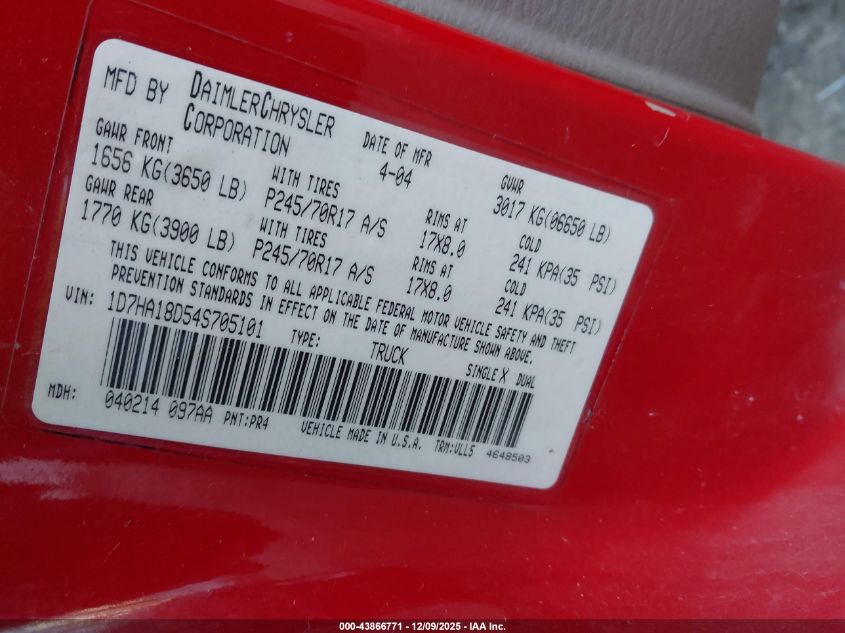 MFD BY DAIMLERCHRYSLER CORPORATION
DATE OF MFR
4-04
GVWR
3017 KG(06650 LB)
GAWR FRONT
1656 KG(3650 LB)
WITH TIRES
P245/70R17 A/S
RIMS AT
17X8.0
COLD
241 KPA(35 PSI)
GAWR REAR
1770 KG(3900 LB)
WITH TIRES
P245/70R17 A/S
RIMS AT
17X8.0
COLD
241 KPA(35 PSI)
THIS VEHICLE CONFORMS TO ALL APPLICABLE FEDERAL MOTOR VEHICLE SAFETY AND THEFT
PREVENTION STANDARDS IN EFFECT ON THE DATE OF MANUFACTURE SHOWN ABOVE.
VIN: 1D7HA18D54S705101
TYPE: TRUCK
SINGLE X DUAL
MDH: 040214 097AA PNT:PR4
VEHICLE MADE IN U.S.A. TRM:VLL5 4648503
000-43866771 - 12/09/2025 - IAA Inc.